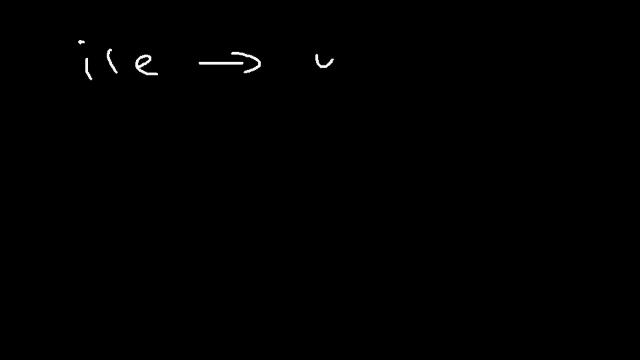 ile → u